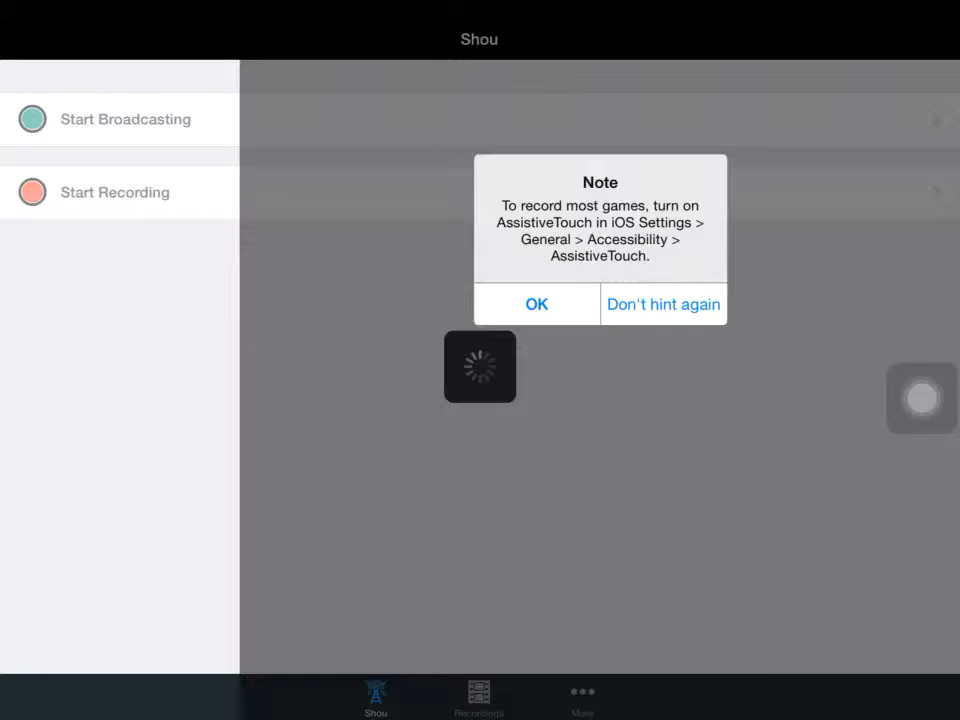 Shou
Start Broadcasting
Start Recording
Note
To record most games, turn on
AssistiveTouch in iOS Settings >
General > Accessibility >
AssistiveTouch.
OK
Don't hint again
Shou
Recordings
More